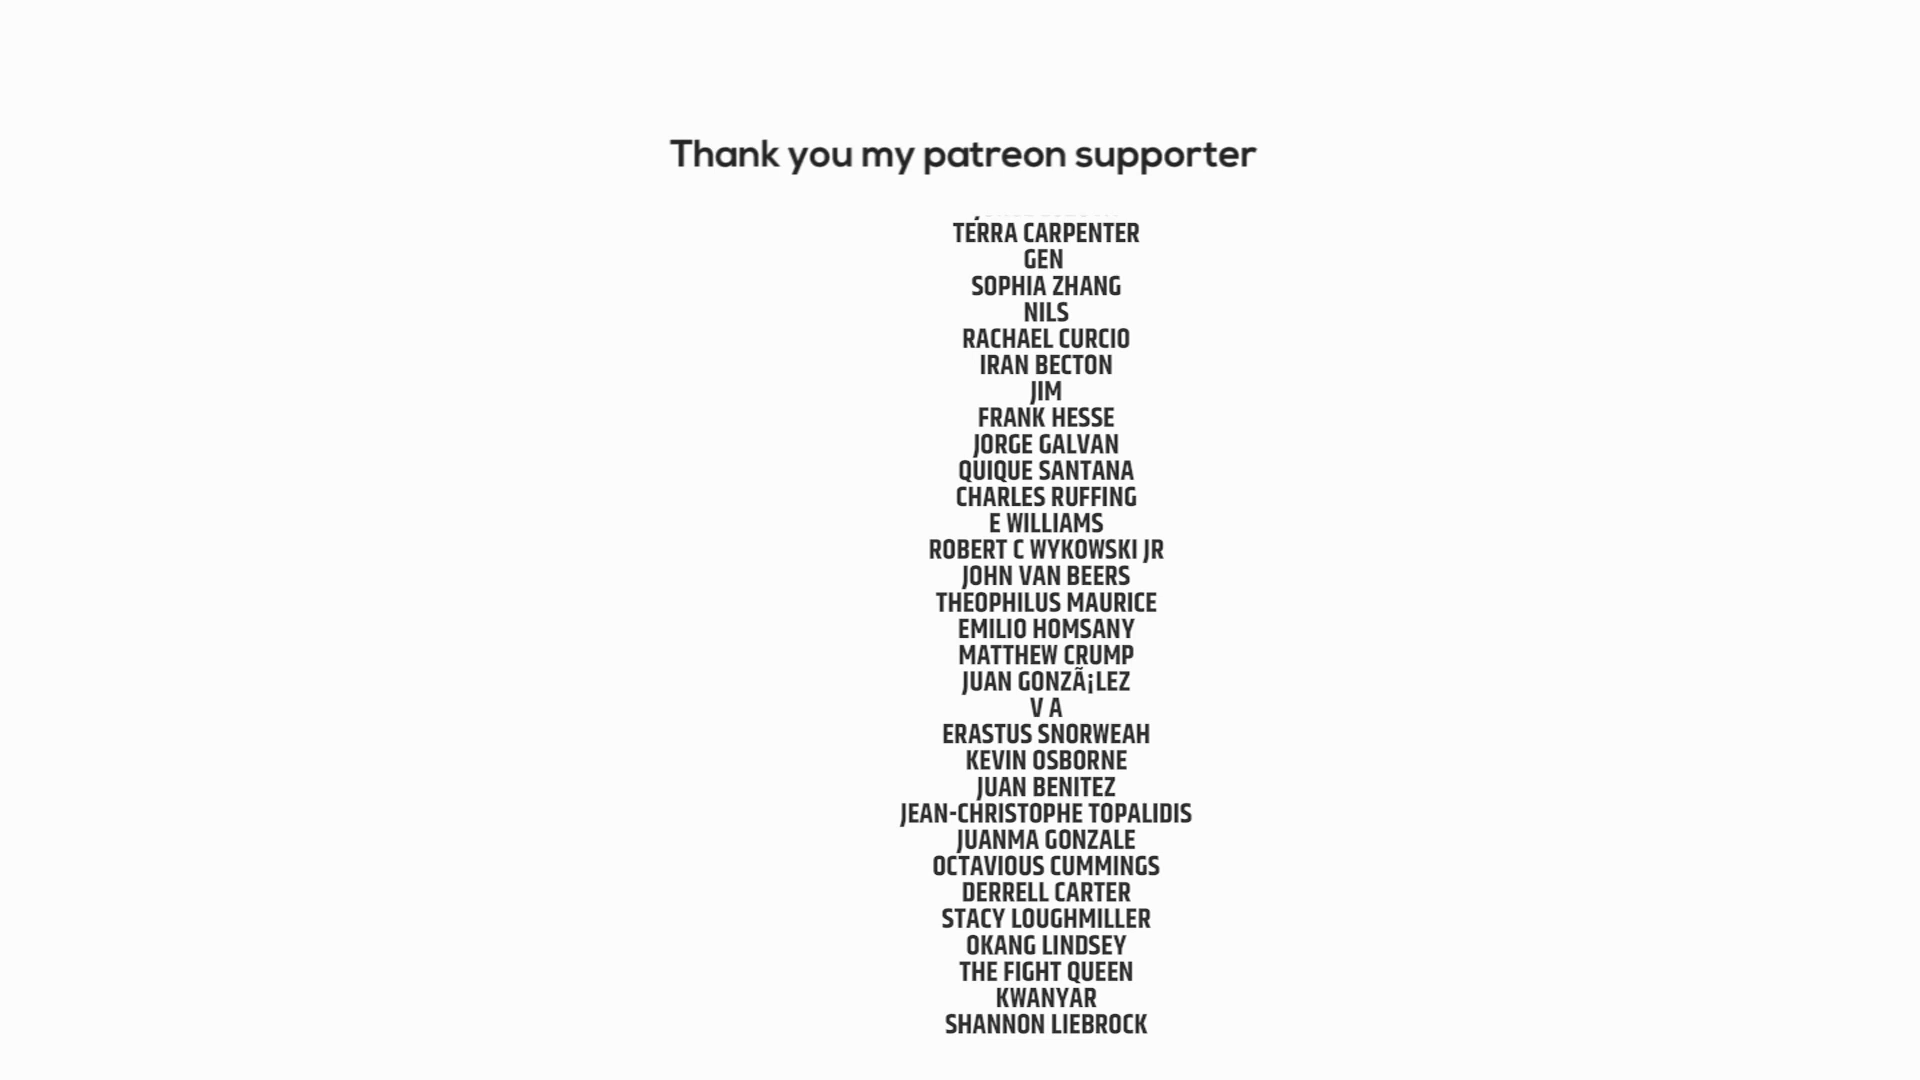 Thank you my patreon supporter
TERRA CARPENTER
GEN
SOPHIA ZHANG
NILS
RACHAEL CURCIO
IRAN BECTON
JIM
FRANK HESSE
JORGE GALVAN
QUIQUE SANTANA
CHARLES RUFFING
E WILLIAMS
ROBERT C WYKOWSKI JR
JOHN VAN BEERS
THEOPHILUS MAURICE
EMILIO HOMSANY
MATTHEW CRUMP
JUAN GONZÃ¡LEZ
V A
ERASTUS SNORWEAH
KEVIN OSBORNE
JUAN BENITEZ
JEAN-CHRISTOPHE TOPALIDIS
JUANMA GONZALE
OCTAVIOUS CUMMINGS
DERRELL CARTER
STACY LOUGHMILLER
OKANG LINDSEY
THE FIGHT QUEEN
KWANYAR
SHANNON LIEBROCK